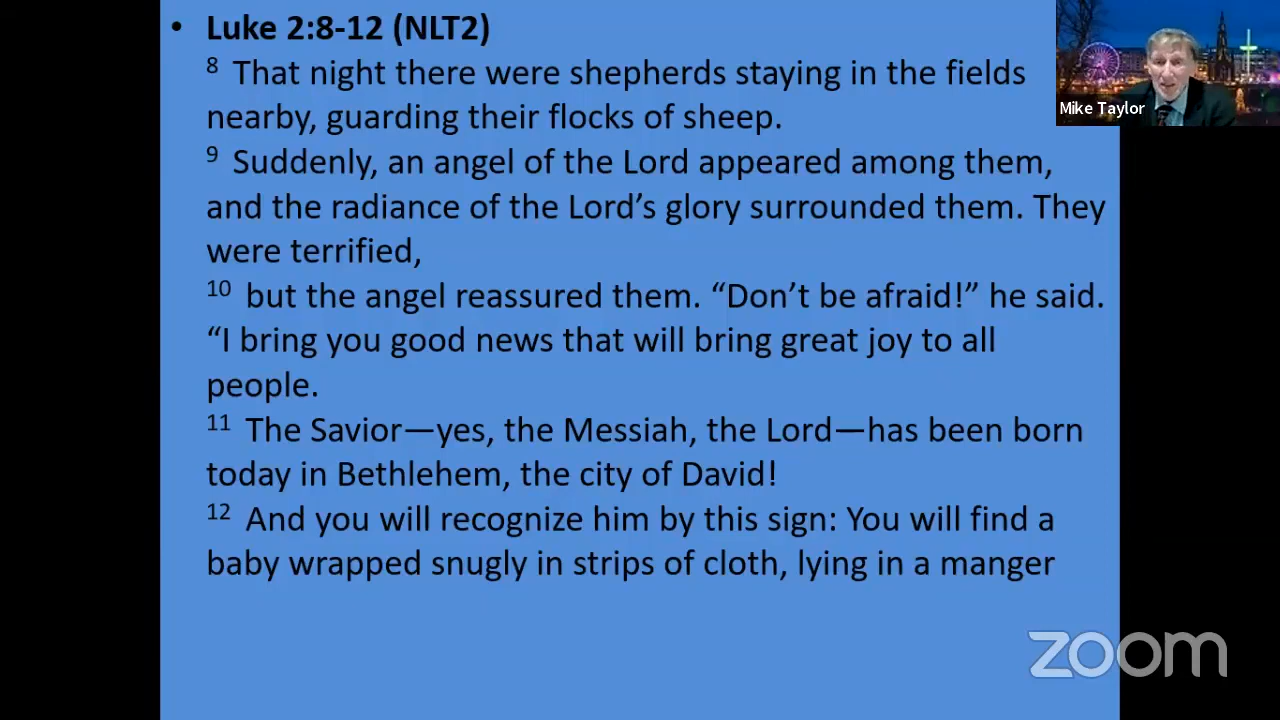 • Luke 2:8-12 (NLT2)
8 That night there were shepherds staying in the fields
nearby, guarding their flocks of sheep.
9 Suddenly, an angel of the Lord appeared among them,
and the radiance of the Lord’s glory surrounded them. They
were terrified,
10 but the angel reassured them. “Don’t be afraid!” he said.
“I bring you good news that will bring great joy to all
people.
11 The Savior—yes, the Messiah, the Lord—has been born
today in Bethlehem, the city of David!
12 And you will recognize him by this sign: You will find a
baby wrapped snugly in strips of cloth, lying in a manger
Mike Taylor
zoom